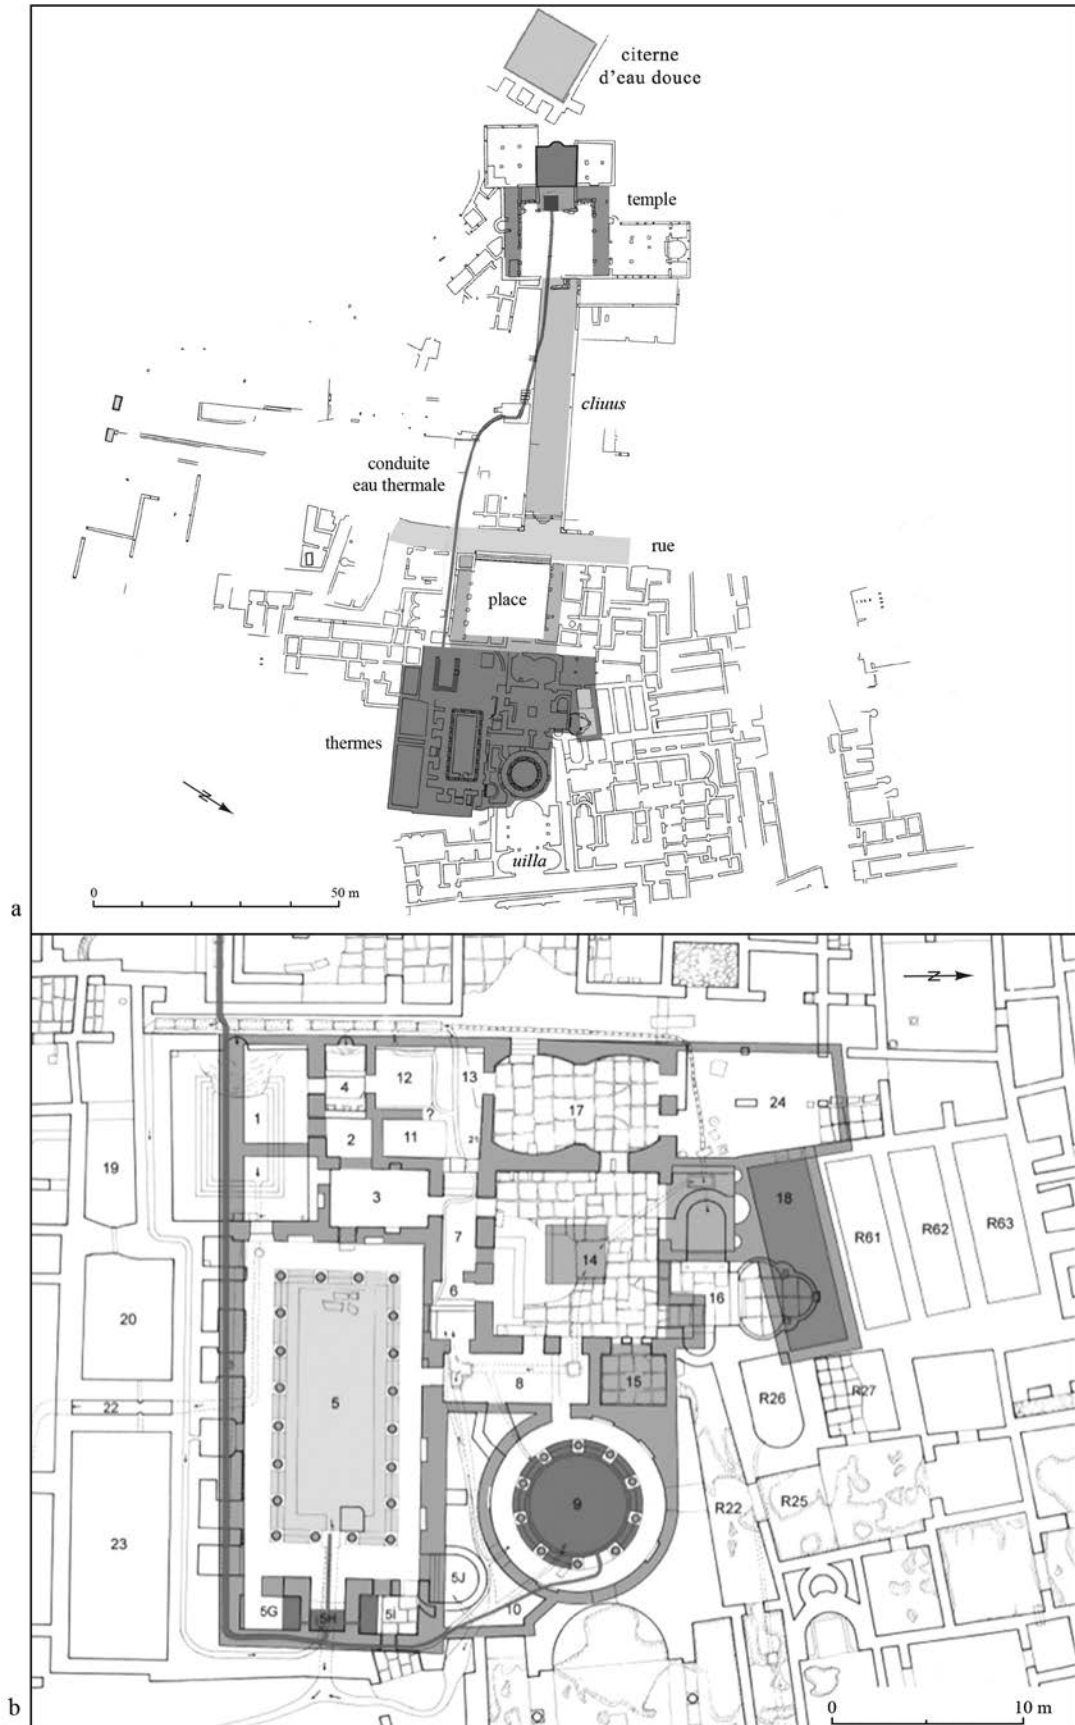 citerne
d'eau douce
temple
cliuus
conduite
eau thermale
rue
place
thermes
N
uilla
0 50 m
a
N
4 12 13 17 24
1
? 
2 11 21
19 18
3 R61 R62 R63
7 14
6 16
20
8 15 R26 R27
22 5
9 R22 R25
23
5J
5G 5H 5I 10
b
0 10 m